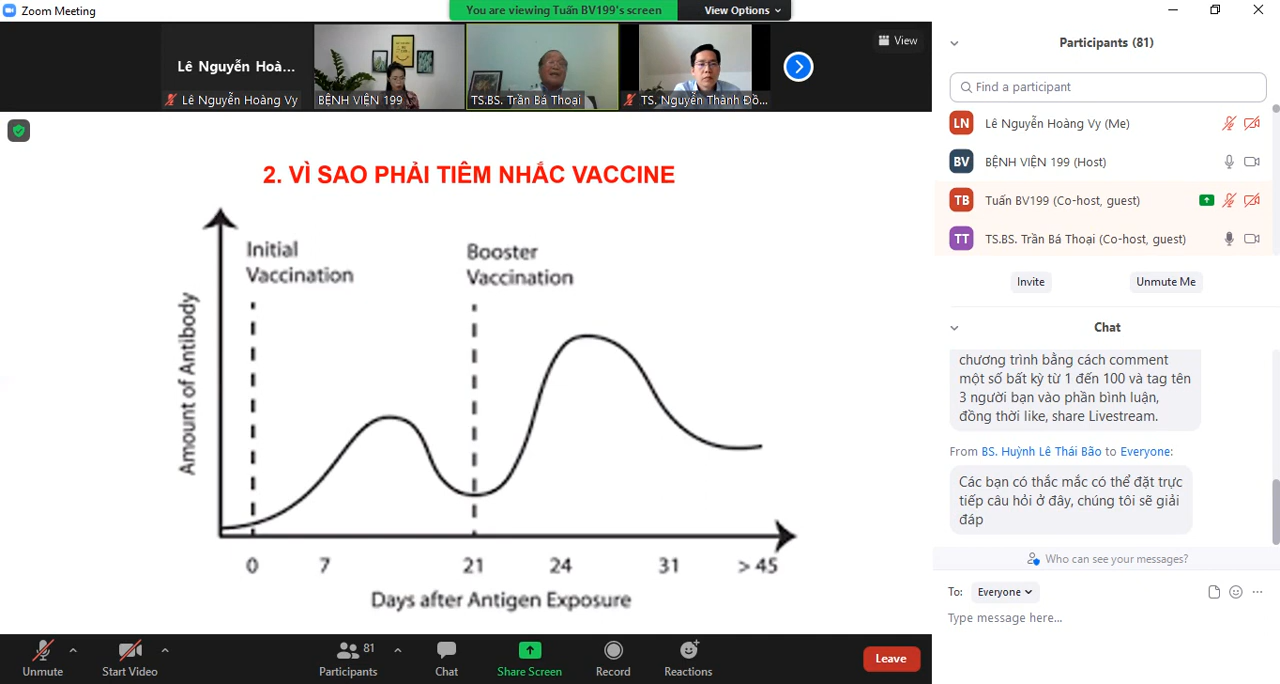 Zoom Meeting
You are viewing Tuấn BV199's screen
View Options
Lê Nguyễn Hoà...
Lê Nguyễn Hoàng Vy
BỆNH VIỆN 199
TS.BS. Trần Bá Thoại
TS. Nguyễn Thành Đồ...
View
2. VÌ SAO PHẢI TIÊM NHẮC VACCINE
Initial
Vaccination
Booster
Vaccination
Amount of Antibody
0 7 21 24 31 > 45
Days after Antigen Exposure
Participants (81)
Find a participant
LN Lê Nguyễn Hoàng Vy (Me)
BV BỆNH VIỆN 199 (Host)
TB Tuấn BV199 (Co-host, guest)
TT TS.BS. Trần Bá Thoại (Co-host, guest)
Invite
Unmute Me
Chat
chương trình bằng cách comment
một số bất kỳ từ 1 đến 100 và tag tên
3 người bạn vào phần bình luận,
đồng thời like, share Livestream.
From BS. Huỳnh Lê Thái Bão to Everyone:
Các bạn có thắc mắc có thể đặt trực
tiếp câu hỏi ở đây, chúng tôi sẽ giải
đáp
Who can see your messages?
To: Everyone
Type message here...
Unmute
Start Video
81
Participants
Chat
Share Screen
Record
Reactions
Leave